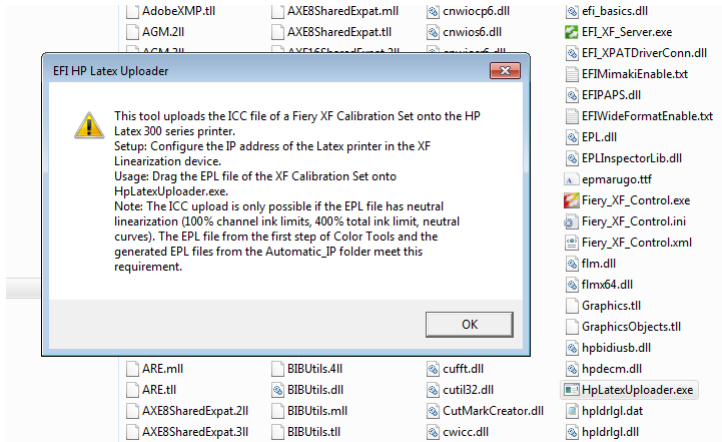 AdobeXMP.tll
AXE8SharedExpat.mll
cnwiocp6.dll
efi_basics.dll
AGM.2ll
AXE8SharedExpat.tll
cnwios6.dll
EFI_XF_Server.exe
EFI_XPATDriverConn.dll
EFI HP Latex Uploader
EFIMimakiEnable.txt
EFIPAPS.dll
This tool uploads the ICC file of a Fiery XF Calibration Set onto the HP
Latex 300 series printer.
Setup: Configure the IP address of the Latex printer in the XF
Linearization device.
Usage: Drag the EPL file of the XF Calibration Set onto
HpLatexUploader.exe.
Note: The ICC upload is only possible if the EPL file has neutral
linearization (100% channel ink limits, 400% total ink limit, neutral
curves). The EPL file from the first step of Color Tools and the
generated EPL files from the Automatic_IP folder meet this
requirement.
OK
EFIWideFormatEnable.txt
EPL.dll
EPLInspectorLib.dll
epmarugo.ttf
Fiery_XF_Control.exe
Fiery_XF_Control.ini
Fiery_XF_Control.xml
flm.dll
flmx64.dll
Graphics.tll
GraphicsObjects.tll
hpbidiusb.dll
ARE.mll
BIBUtils.4ll
cufft.dll
hpdecm.dll
ARE.tll
BIBUtils.dll
cutil32.dll
HpLatexUploader.exe
AXE8SharedExpat.2ll
BIBUtils.mll
CutMarkCreator.dll
hpldrlgl.dat
AXE8SharedExpat.3ll
BIBUtils.tll
cwicc.dll
hpldrlgl.dll